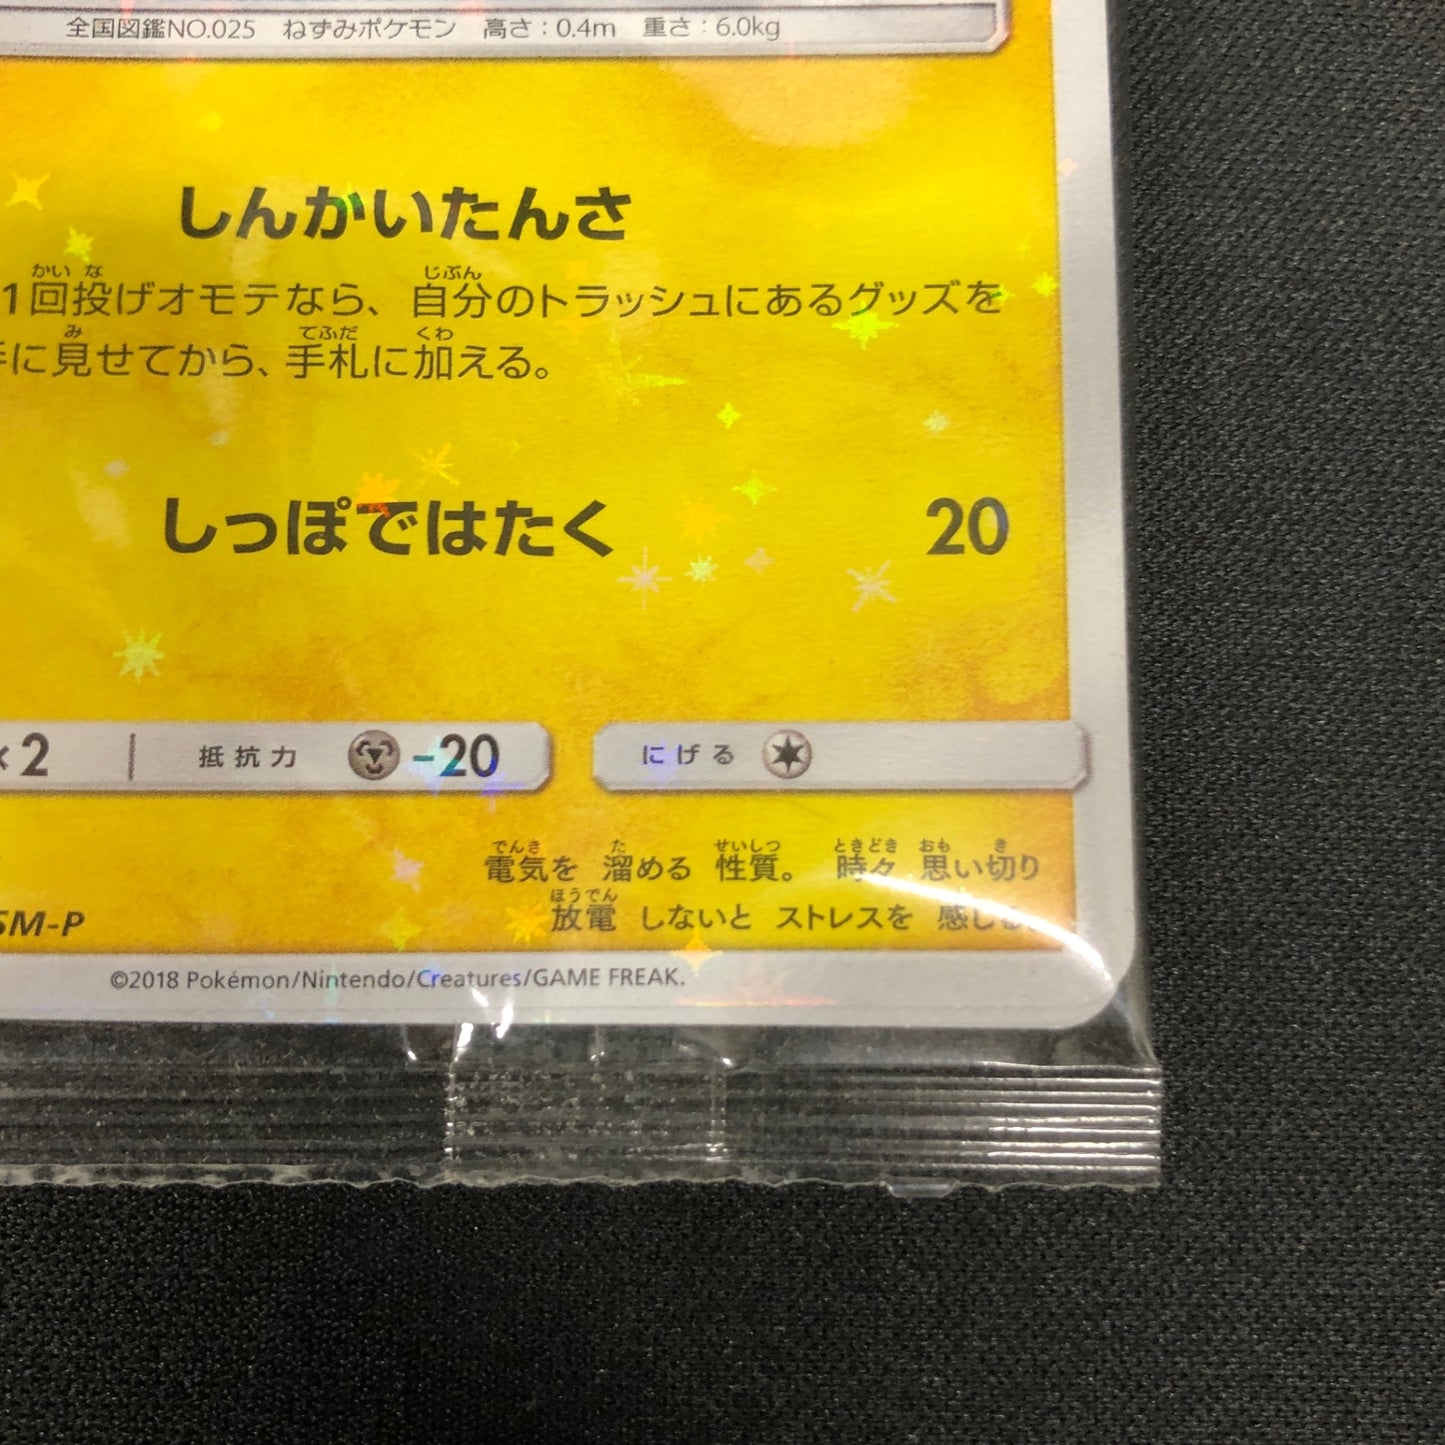 全国図鑑NO.025 ねずみポケモン 高さ:0.4m 重さ:6.0kg
しんかいたんさ
かい な じぶん
1回投げオモテなら、自分のトラッシュにあるグッズを
み てふだ くわ
に見せてから、手札に加える。
しっぽではたく 20
×2 抵抗力 -20 にげる
でんき た せいしつ ときどき おも き
電気を 溜める 性質。 時々 思い切り
ほうでん
放電 しないと ストレスを 感じる。
SM-P
©2018 Pokémon/Nintendo/Creatures/GAME FREAK.